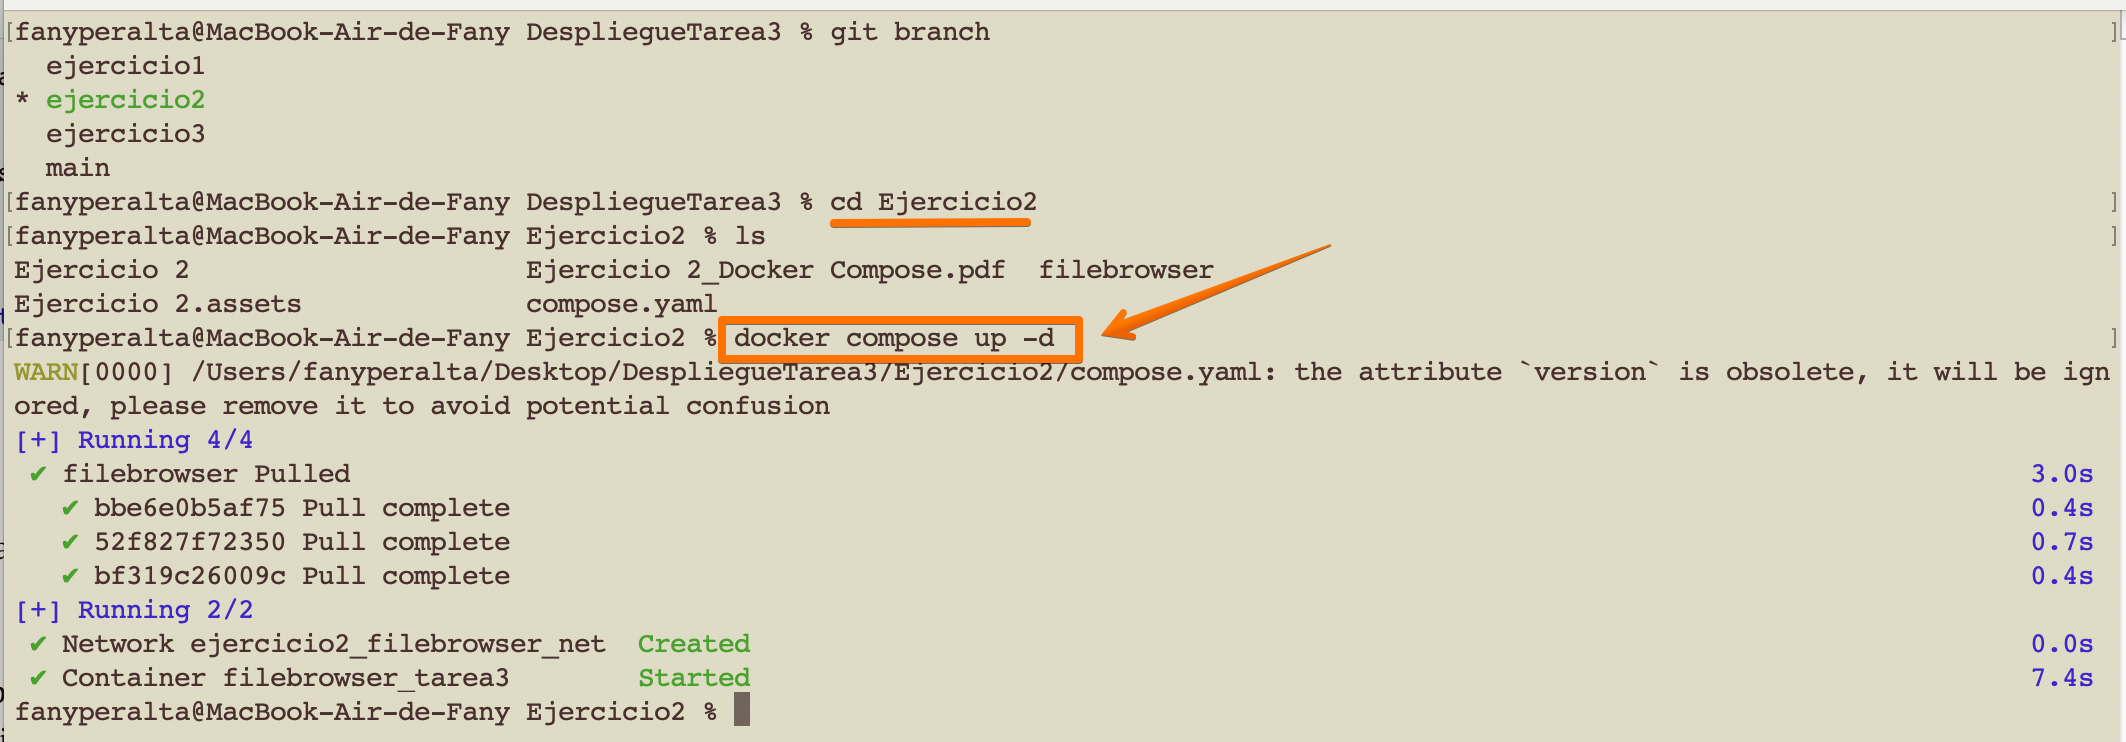 [fanyperalta@MacBook-Air-de-Fany DespliegueTarea3 % git branch ]
ejercicio1
* ejercicio2
ejercicio3
main
[fanyperalta@MacBook-Air-de-Fany DespliegueTarea3 % cd Ejercicio2 ]
[fanyperalta@MacBook-Air-de-Fany Ejercicio2 % ls ]
Ejercicio 2 Ejercicio 2_Docker Compose.pdf filebrowser
Ejercicio 2.assets compose.yaml
[fanyperalta@MacBook-Air-de-Fany Ejercicio2 % docker compose up -d ]
WARN[0000] /Users/fanyperalta/Desktop/DespliegueTarea3/Ejercicio2/compose.yaml: the attribute `version` is obsolete, it will be ign
ored, please remove it to avoid potential confusion
[+] Running 4/4
✔ filebrowser Pulled 3.0s
✔ bbe6e0b5af75 Pull complete 0.4s
✔ 52f827f72350 Pull complete 0.7s
✔ bf319c26009c Pull complete 0.4s
[+] Running 2/2
✔ Network ejercicio2_filebrowser_net Created 0.0s
✔ Container filebrowser_tarea3 Started 7.4s
fanyperalta@MacBook-Air-de-Fany Ejercicio2 %